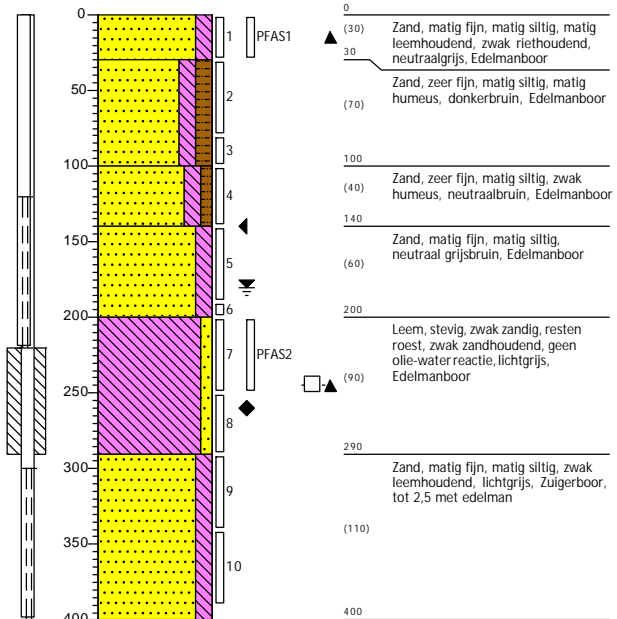 0
50
100
150
200
250
300
350
400
1
2
3
4
5
6
7
8
9
10
PFAS1
PFAS2
0
(30)
Zand, matig fijn, matig siltig, matig
leemhoudend, zwak riethoudend,
neutraalgrijs, Edelmanboor
30
Zand, zeer fijn, matig siltig, matig
humeus, donkerbruin, Edelmanboor
(70)
100
Zand, zeer fijn, matig siltig, zwak
humeus, neutraalbruin, Edelmanboor
(40)
140
Zand, matig fijn, matig siltig,
neutraal grijsbruin, Edelmanboor
(60)
200
Leem, stevig, zwak zandig, resten
roest, zwak zandhoudend, geen
olie-water reactie, lichtgrijs,
Edelmanboor
(90)
290
Zand, matig fijn, matig siltig, zwak
leemhoudend, lichtgrijs, Zuigerboor,
tot 2,5 met edelman
(110)
400